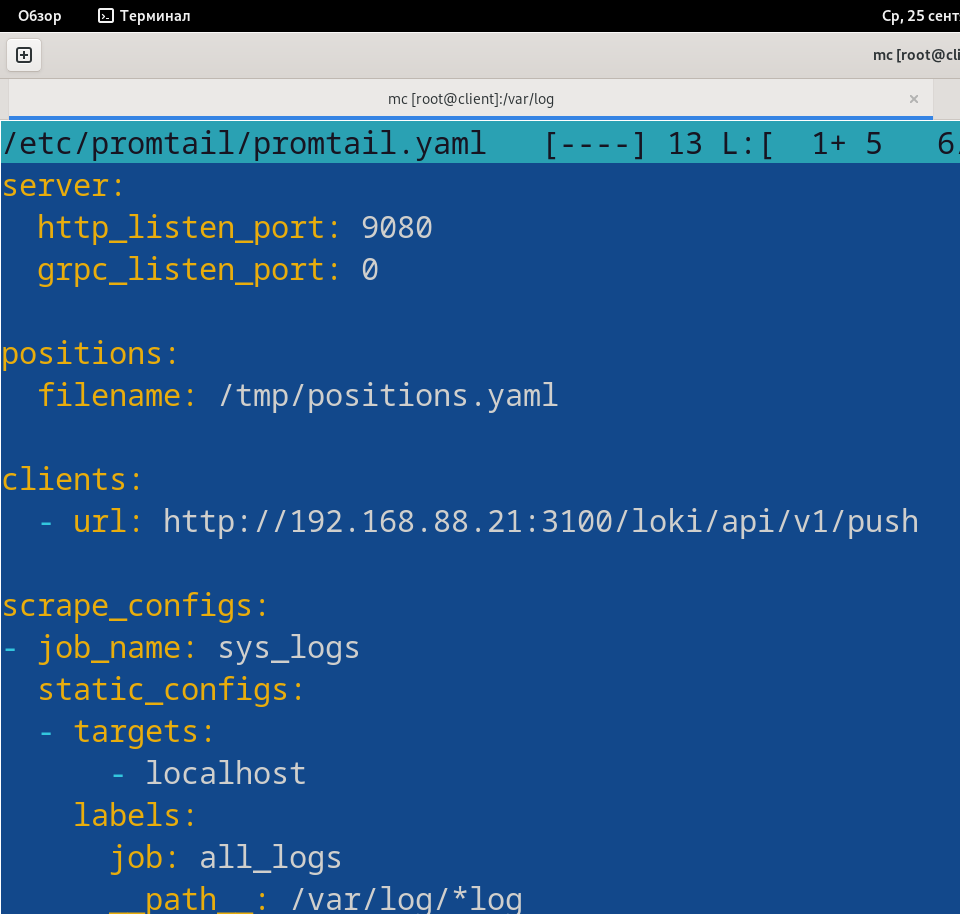 Обзор Терминал Ср, 25 сент
mc [root@cli
mc [root@client]:/var/log ×
/etc/promtail/promtail.yaml [----] 13 L:[ 1+ 5 6
server:
  http_listen_port: 9080
  grpc_listen_port: 0
positions:
  filename: /tmp/positions.yaml
clients:
  - url: http://192.168.88.21:3100/loki/api/v1/push
scrape_configs:
- job_name: sys_logs
  static_configs:
  - targets:
      - localhost
    labels:
      job: all_logs
      __path__: /var/log/*log